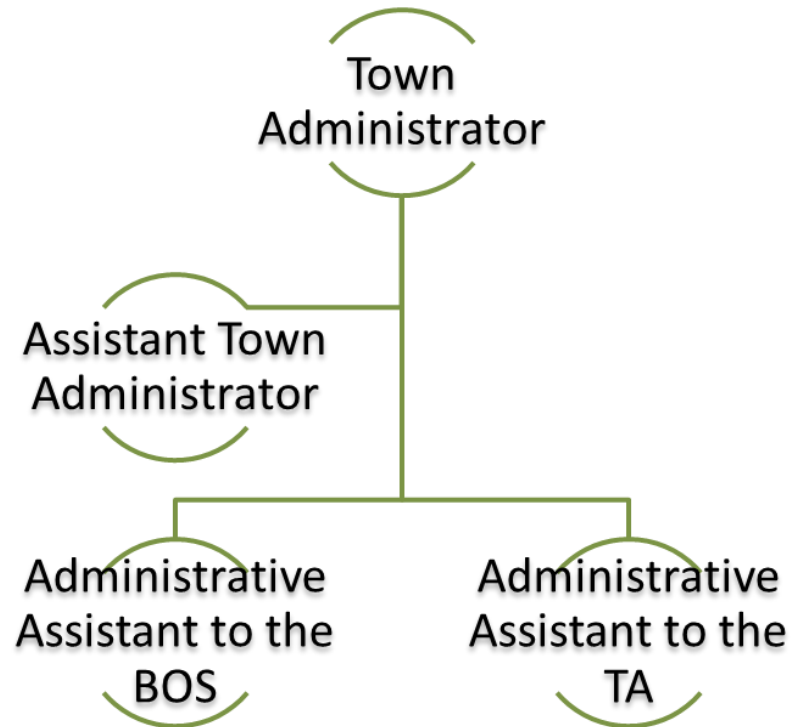 Town
Administrator
Assistant Town
Administrator
Administrative
Assistant to the
BOS
Administrative
Assistant to the
TA